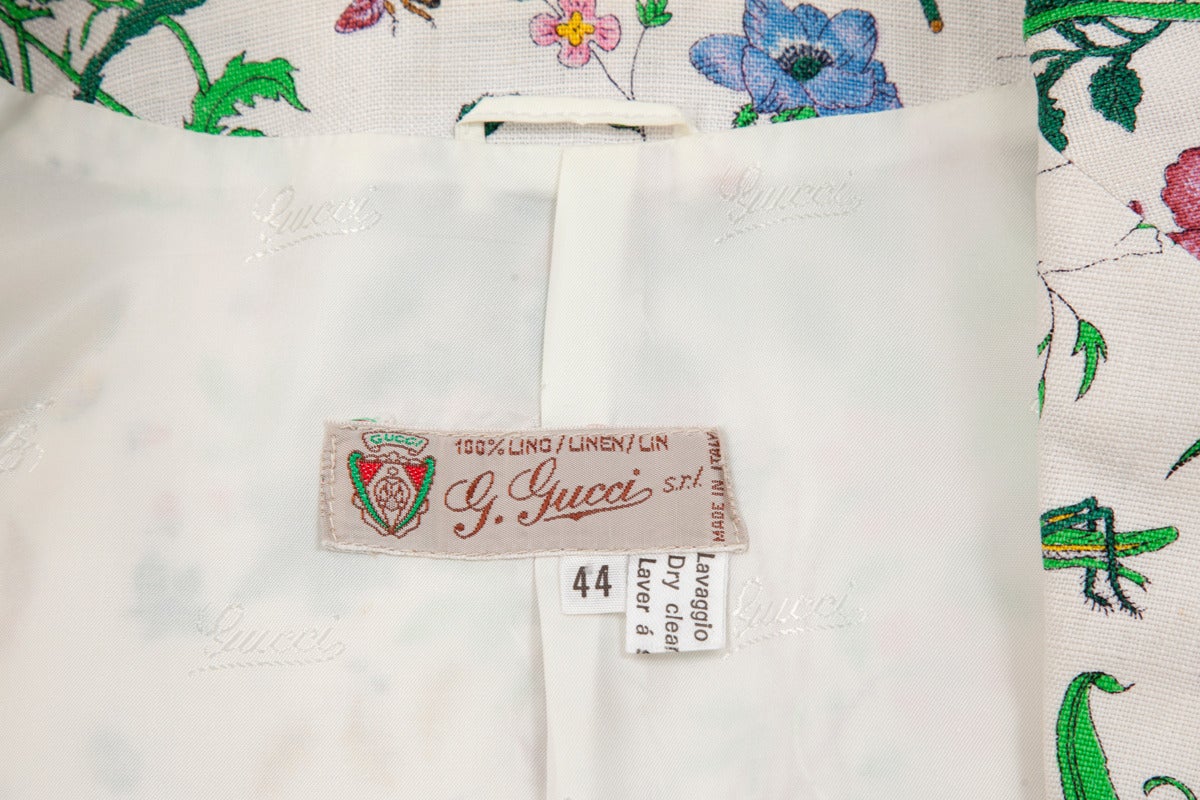 Gucci
Gucci
GUCCI
100% LINO / LINEN / LIN
G. Gucci s.r.l.
MADE IN ITALY
44
Lavaggio
Dry clean
Laver á
Gucci
Gucci